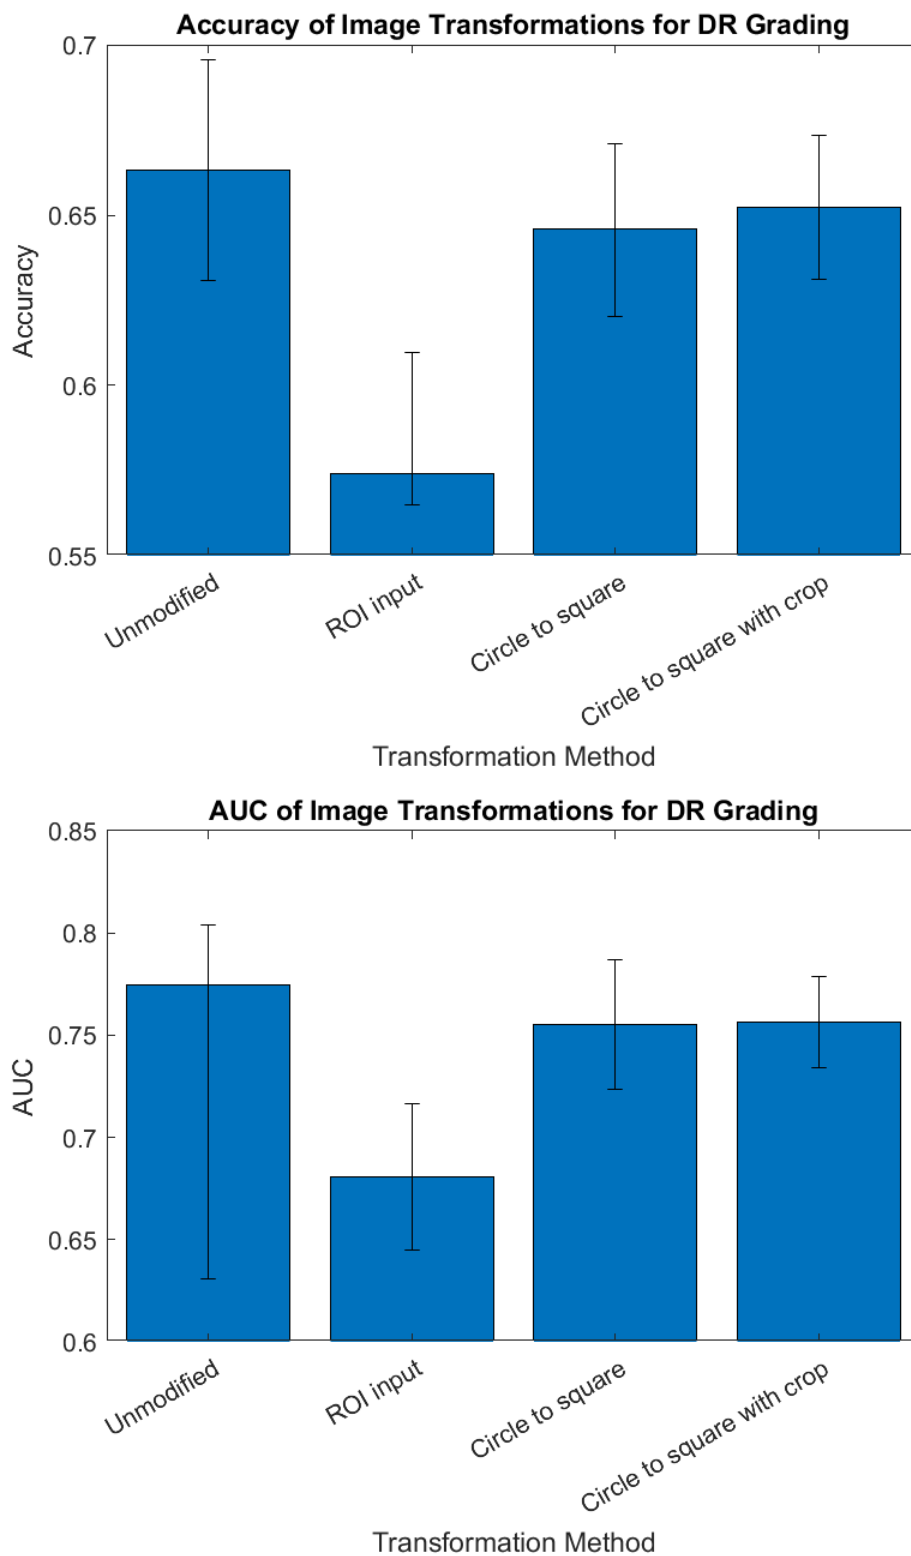 Accuracy of Image Transformations for DR Grading
0.7
0.65
0.6
0.55
Accuracy
Unmodified
ROI input
Circle to square
Circle to square with crop
Transformation Method
AUC of Image Transformations for DR Grading
0.85
0.8
0.75
0.7
0.65
0.6
AUC
Unmodified
ROI input
Circle to square
Circle to square with crop
Transformation Method